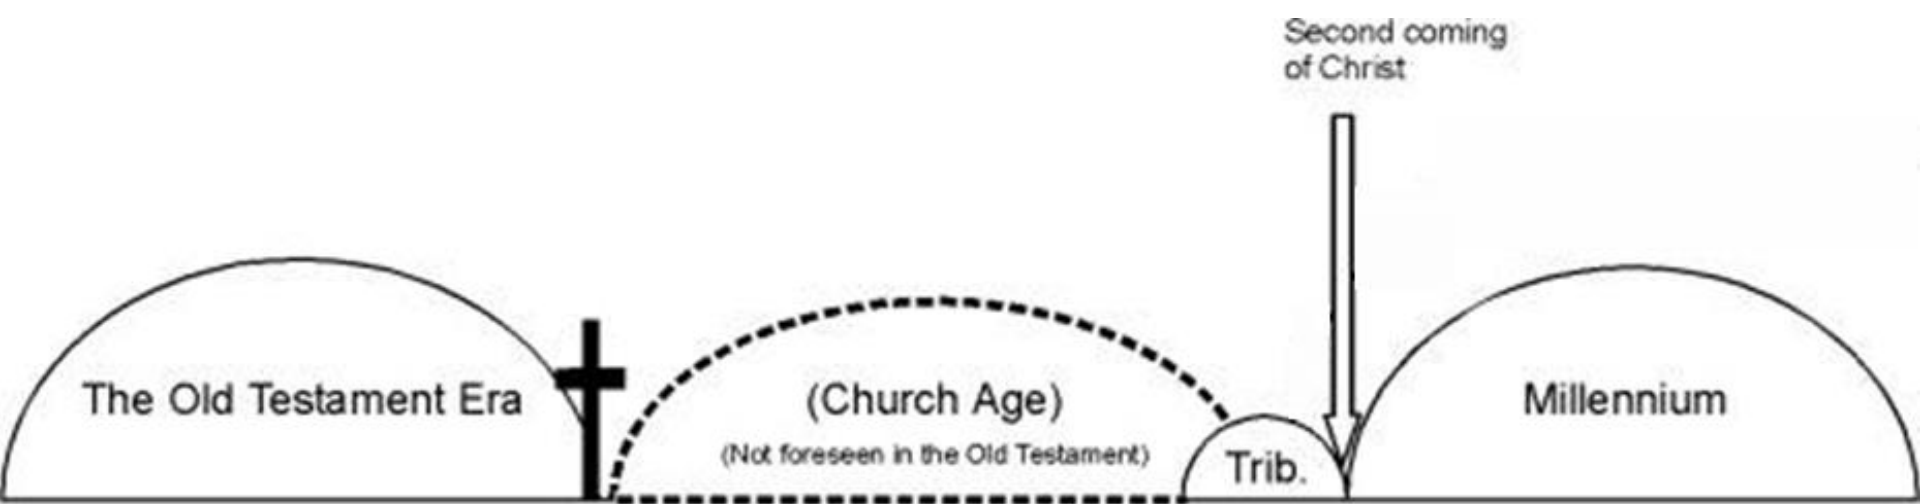 Second coming
of Christ
The Old Testament Era
(Church Age)
(Not foreseen in the Old Testament)
Trib.
Millennium